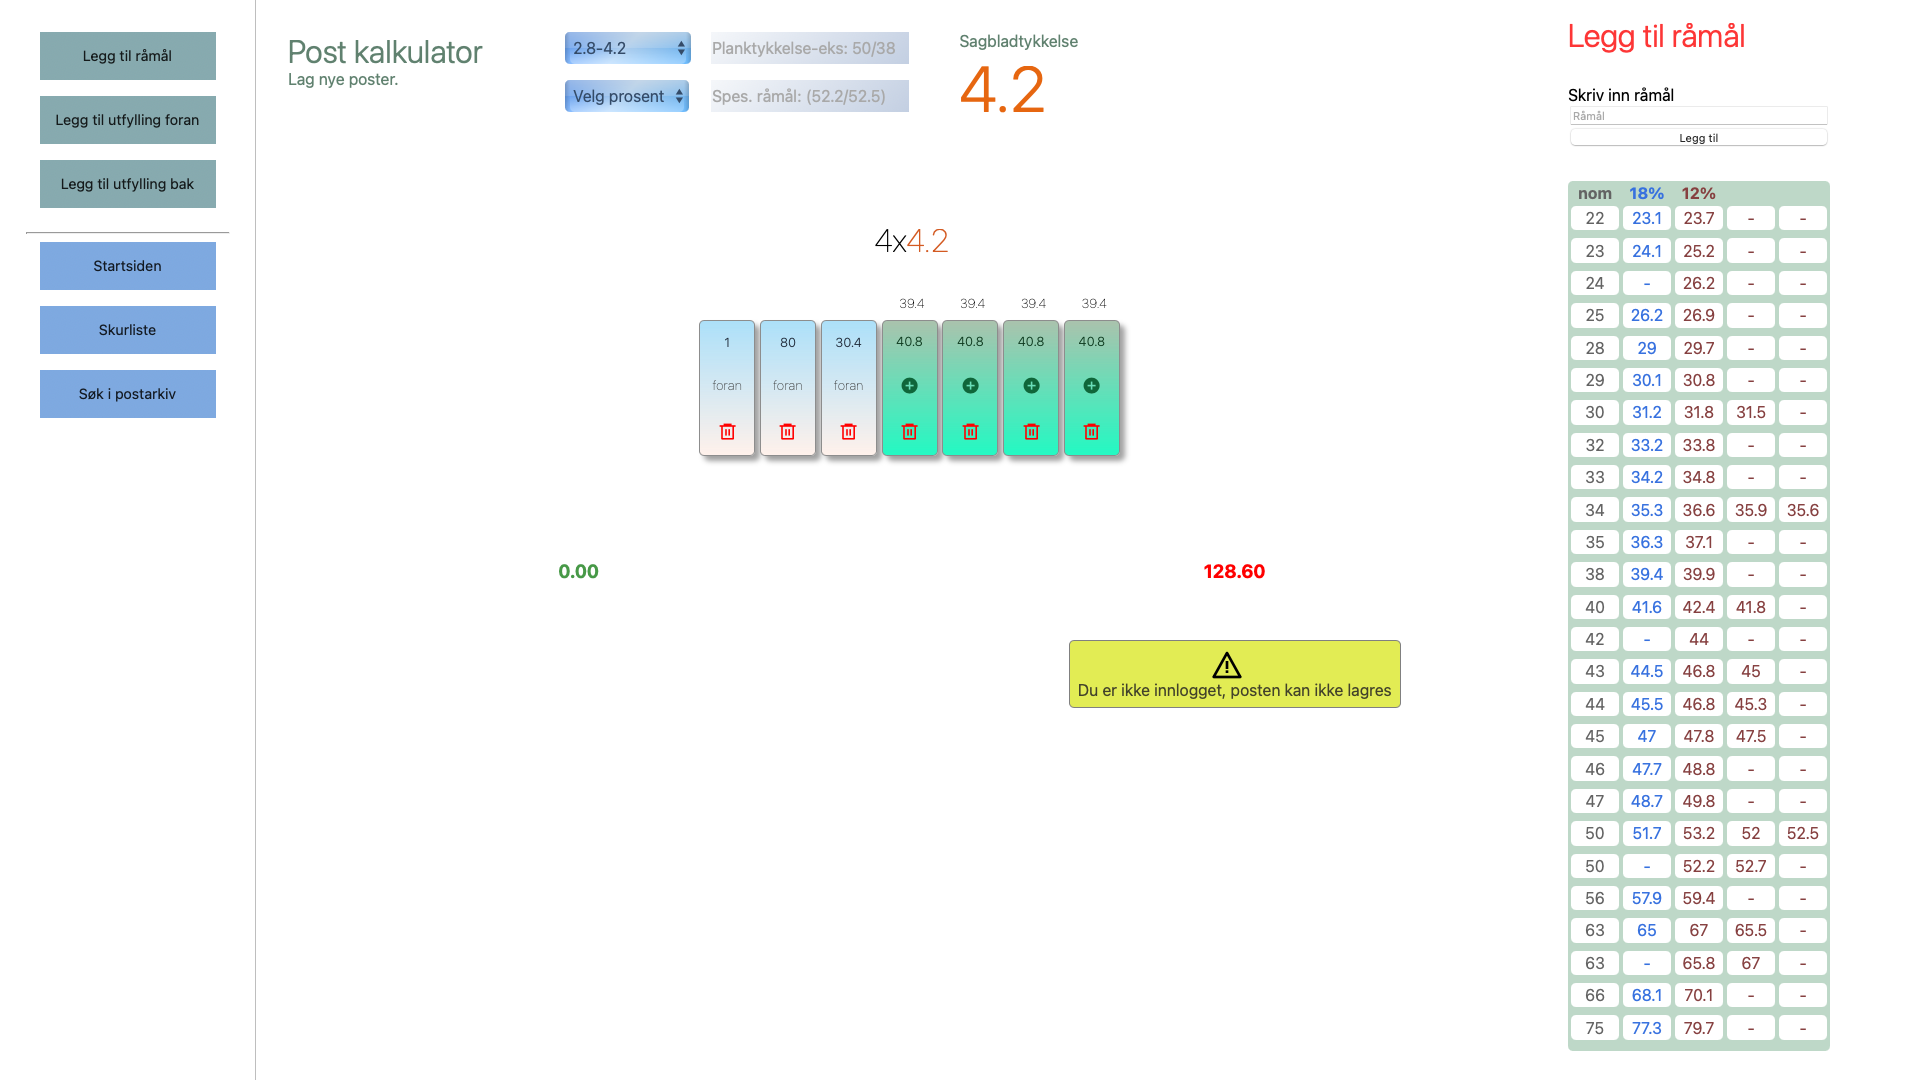 Legg til råmål
Legg til utfylling foran
Legg til utfylling bak
Startsiden
Skurliste
Søk i postarkiv
Post kalkulator
Lag nye poster.
2.8-4.2
Planktykkelse-eks: 50/38
Velg prosent
Spes. råmål: (52.2/52.5)
Sagbladtykkelse
4.2
4x4.2
39.4 39.4 39.4 39.4
1 80 30.4 40.8 40.8 40.8 40.8
foran foran foran
0.00 128.60
Du er ikke innlogget, posten kan ikke lagres
Legg til råmål
Skriv inn råmål
Råmål
Legg til
nom 18% 12%
22 23.1 23.7 - -
23 24.1 25.2 - -
24 - 26.2 - -
25 26.2 26.9 - -
28 29 29.7 - -
29 30.1 30.8 - -
30 31.2 31.8 31.5 -
32 33.2 33.8 - -
33 34.2 34.8 - -
34 35.3 36.6 35.9 35.6
35 36.3 37.1 - -
38 39.4 39.9 - -
40 41.6 42.4 41.8 -
42 - 44 - -
43 44.5 46.8 45 -
44 45.5 46.8 45.3 -
45 47 47.8 47.5 -
46 47.7 48.8 - -
47 48.7 49.8 - -
50 51.7 53.2 52 52.5
50 - 52.2 52.7 -
56 57.9 59.4 - -
63 65 67 65.5 -
63 - 65.8 67 -
66 68.1 70.1 - -
75 77.3 79.7 - -